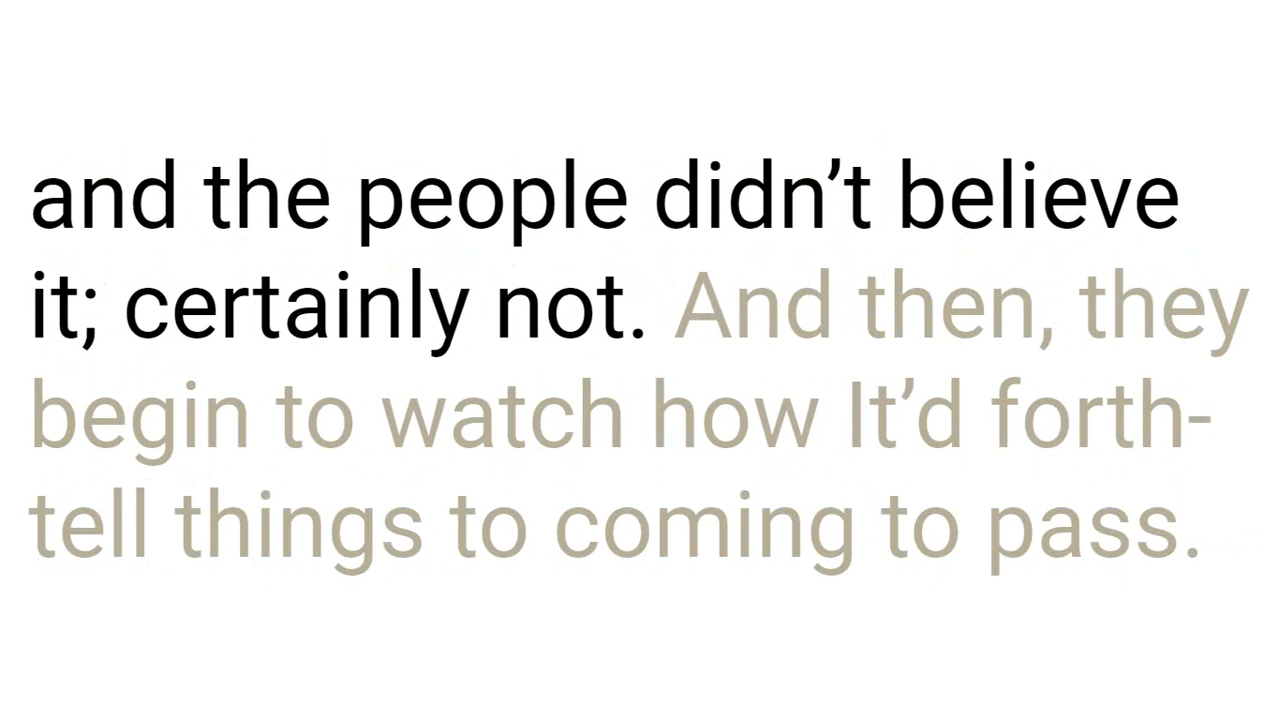 and the people didn’t believe
it; certainly not. And then, they
begin to watch how It’d forth-
tell things to coming to pass.